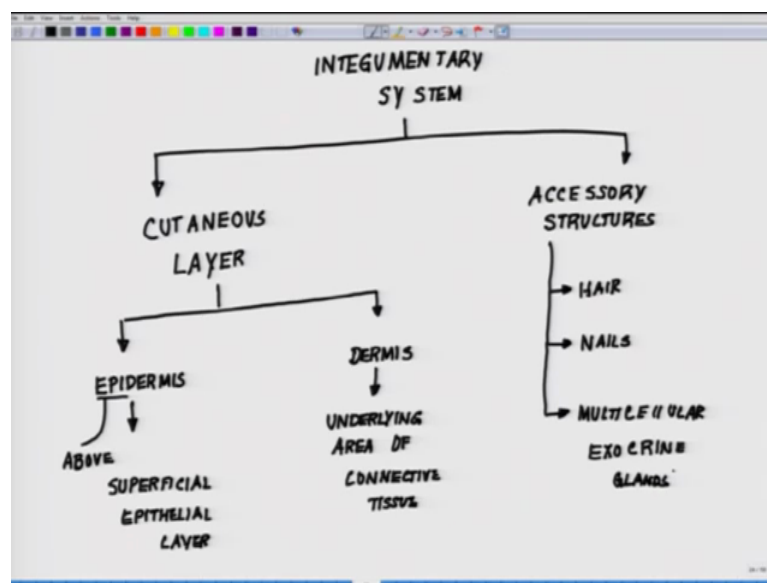 INTEGUMENTARY
SYSTEM
CUTANEOUS
LAYER
ACCESSORY
STRUCTURES
HAIR
NAILS
MULTICELLULAR
EXOCRINE
GLANDS
EPIDERMIS
ABOVE
SUPERFICIAL
EPITHELIAL
LAYER
DERMIS
UNDERLYING
AREA OF
CONNECTIVE
TISSUE